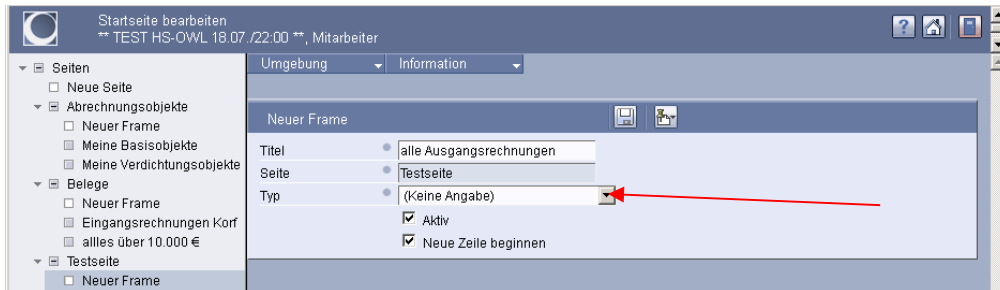 Startseite bearbeiten
** TEST HS-OWL 18.07./22:00 **, Mitarbeiter
?
Seiten
Neue Seite
Abrechnungsobjekte
Neuer Frame
Meine Basisobjekte
Meine Verdichtungsobjekte
Belege
Neuer Frame
Eingangsrechnungen Korf
allles über 10.000 €
Testseite
Neuer Frame
Umgebung Information
Neuer Frame
Titel alle Ausgangsrechnungen
Seite Testseite
Typ (Keine Angabe)
Aktiv
Neue Zeile beginnen